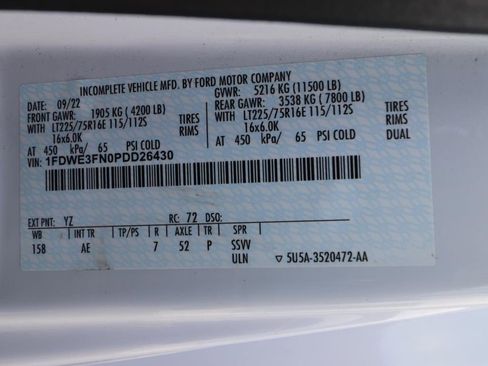 INCOMPLETE VEHICLE MFD. BY FORD MOTOR COMPANY
DATE: 09/22 GVWR: 5216 KG (11500 LB)
FRONT GAWR: 1905 KG (4200 LB) REAR GAWR: 3538 KG (7800 LB)
WITH LT225/75R16E 115/112S TIRES WITH LT225/75R16E 115/112S TIRES
16x6.0K RIMS 16x6.0K RIMS
AT 450 kPa/ 65 PSI COLD AT 450 kPa/ 65 PSI COLD DUAL
VIN: 1FDWE3FN0PDD26430
EXT PNT: YZ RC: 72 DSO:
WB INT TR TP/PS R AXLE TR SPR
158 AE 7 52 P SSVV
ULN ▽ 5U5A-3520472-AA